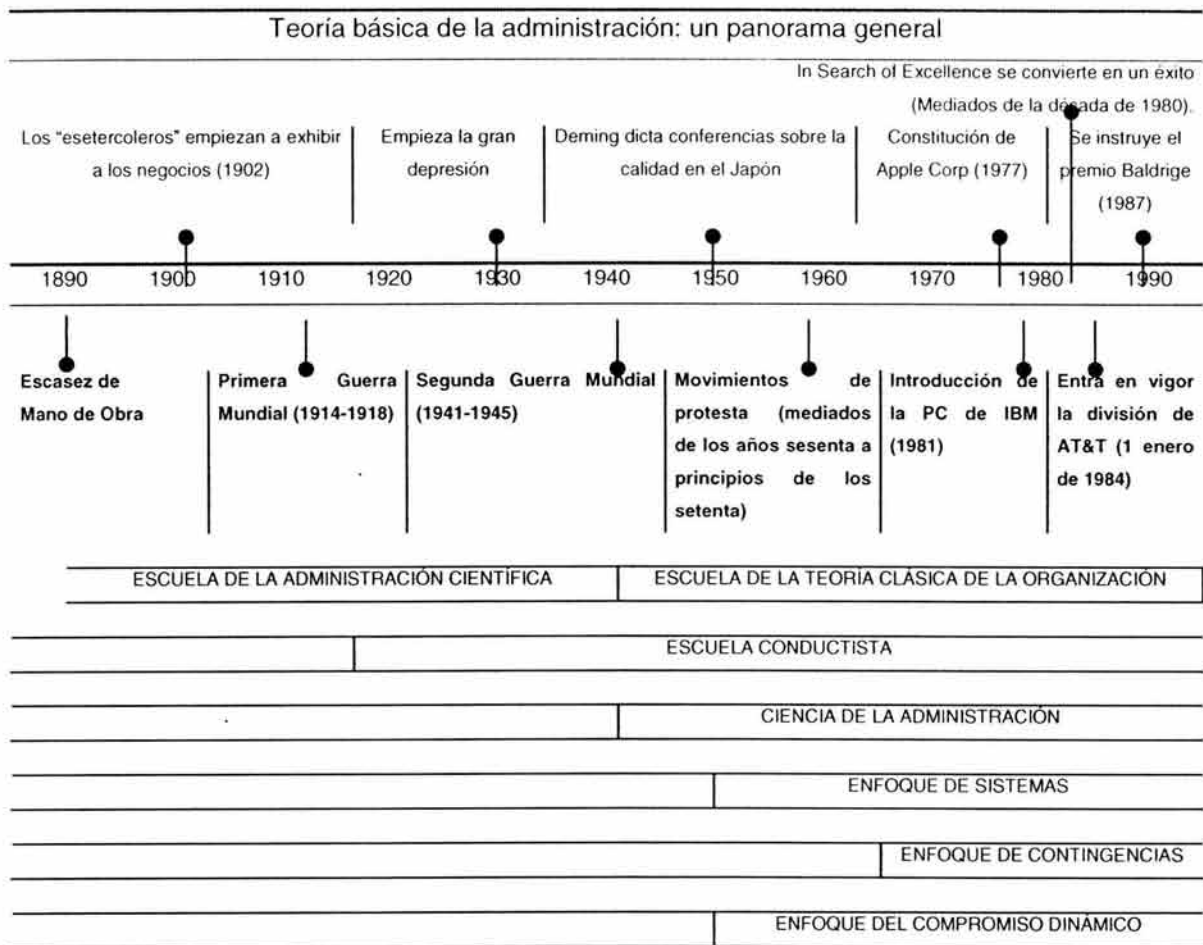 Teoría básica de la administración: un panorama general
In Search of Excellence se convierte en un éxito
(Mediados de la década de 1980).
Los "esetercoleros" empiezan a exhibir
a los negocios (1902)
Empieza la gran
depresión
Deming dicta conferencias sobre la
calidad en el Japón
Constitución de
Apple Corp (1977)
Se instruye el
premio Baldrige
(1987)
1890 1900 1910 1920 1930 1940 1950 1960 1970 1980 1990
Escasez de
Mano de Obra
Primera Guerra
Mundial (1914-1918)
Segunda Guerra Mundial
(1941-1945)
Movimientos de
protesta (mediados
de los años sesenta a
principios de los
setenta)
Introducción de
la PC de IBM
(1981)
Entra en vigor
la división de
AT&T (1 enero
de 1984)
ESCUELA DE LA ADMINISTRACIÓN CIENTÍFICA
ESCUELA DE LA TEORÍA CLÁSICA DE LA ORGANIZACIÓN
ESCUELA CONDUCTISTA
CIENCIA DE LA ADMINISTRACIÓN
ENFOQUE DE SISTEMAS
ENFOQUE DE CONTINGENCIAS
ENFOQUE DEL COMPROMISO DINÁMICO